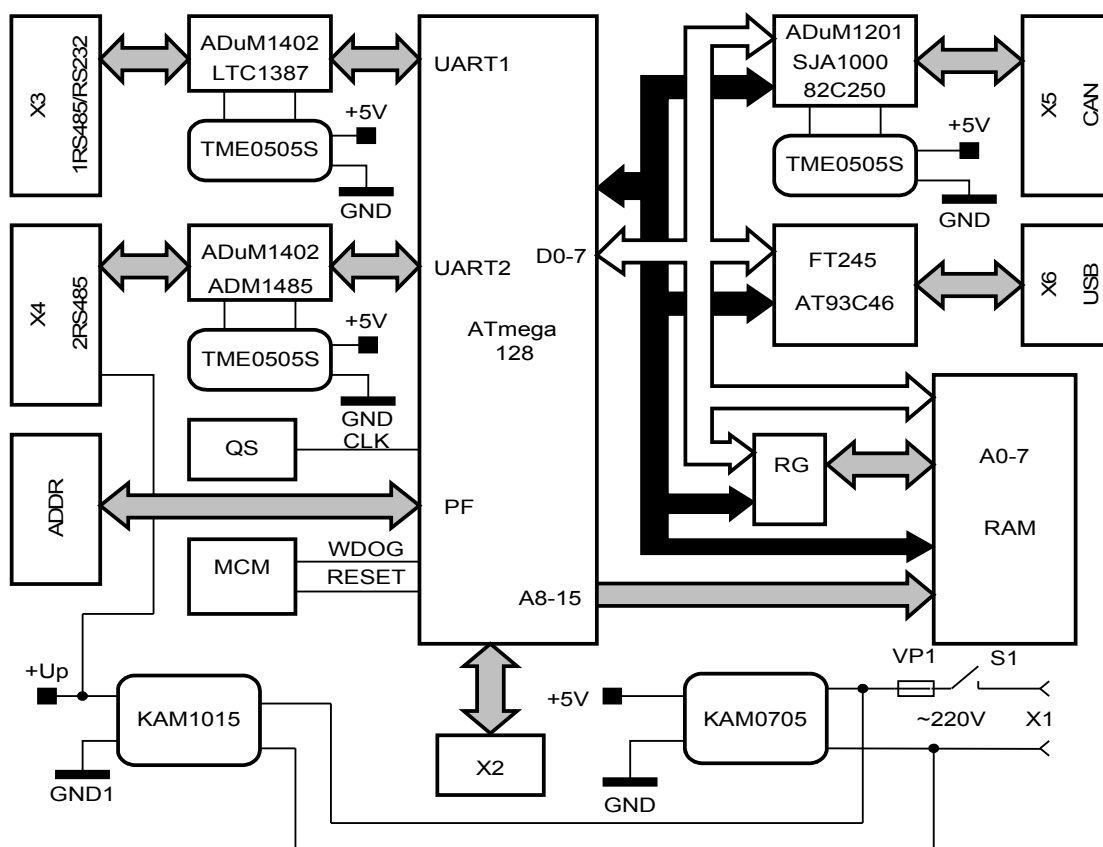 X3
1RS485/RS232
ADuM1402
LTC1387
TME0505S
+5V
GND
UART1
ADuM1201
SJA1000
82C250
TME0505S
+5V
GND
X5
CAN
X4
2RS485
ADuM1402
ADM1485
TME0505S
+5V
GND
UART2
ATmega
128
D0-7
FT245
AT93C46
X6
USB
QS
CLK
ADDR
PF
MCM
WDOG
RESET
A8-15
RG
A0-7
RAM
+Up
KAM1015
GND1
X2
+5V
KAM0705
GND
VP1
S1
~220V
X1